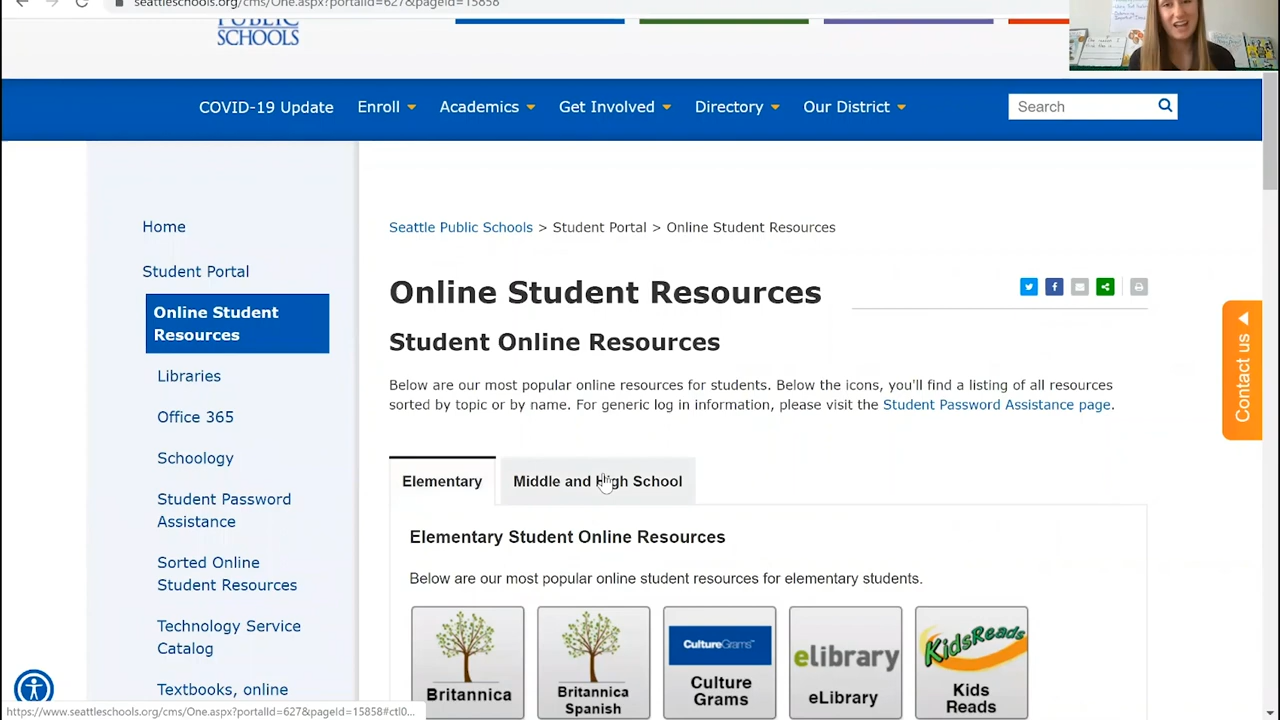 seattleschools.org/cms/One.aspx?portalId=627&pageId=15858
PUBLIC
SCHOOLS
COVID-19 Update Enroll Academics Get Involved Directory Our District Search
Home
Student Portal
Online Student
Resources
Libraries
Office 365
Schoology
Student Password
Assistance
Sorted Online
Student Resources
Technology Service
Catalog
Textbooks, online
Seattle Public Schools > Student Portal > Online Student Resources
Online Student Resources
Student Online Resources
Below are our most popular online resources for students. Below the icons, you'll find a listing of all resources
sorted by topic or by name. For generic log in information, please visit the Student Password Assistance page.
Elementary Middle and High School
Elementary Student Online Resources
Below are our most popular online student resources for elementary students.
Britannica
Britannica
Spanish
CultureGrams™
Culture
Grams
elibrary
eLibrary
KidsReads
Kids
Reads
Contact us
https://www.seattleschools.org/cms/One.aspx?portalId=627&pageId=15858#ctl0...